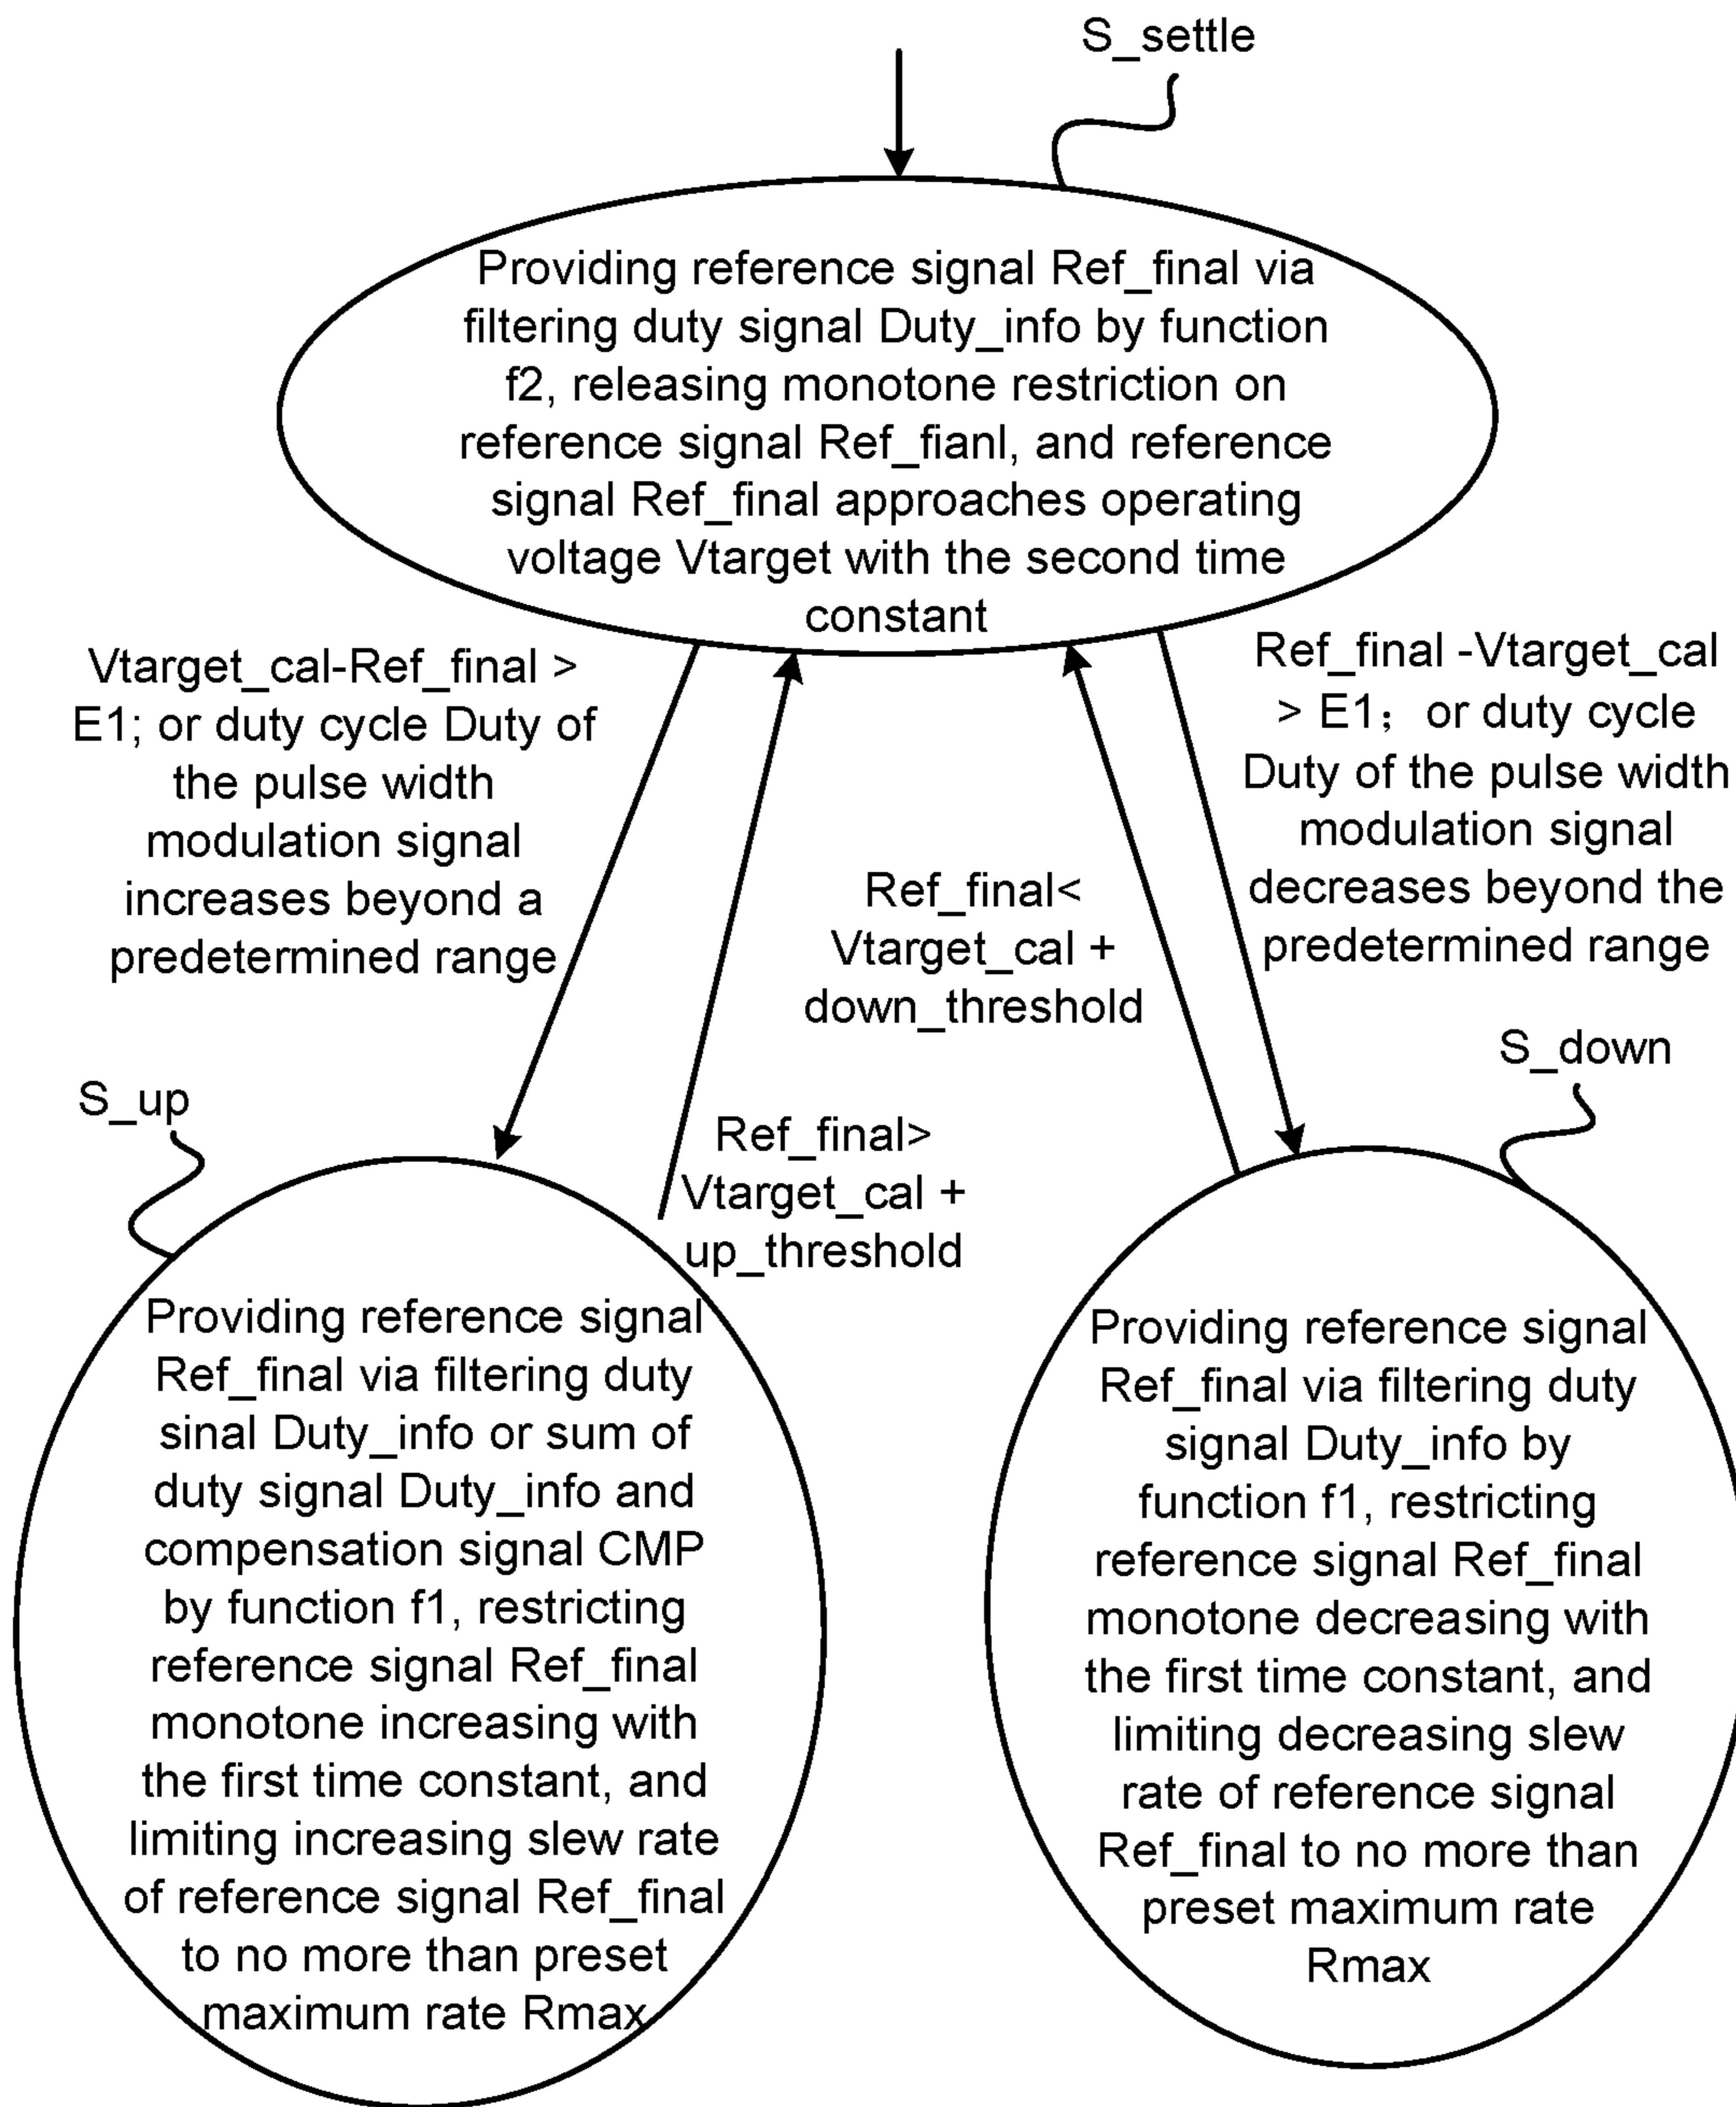 S_settle
Providing reference signal Ref_final via
filtering duty signal Duty_info by function
f2, releasing monotone restriction on
reference signal Ref_fianl, and reference
signal Ref_final approaches operating
voltage Vtarget with the second time
constant
Vtarget_cal-Ref_final >
E1; or duty cycle Duty of
the pulse width
modulation signal
increases beyond a
predetermined range
Ref_final -Vtarget_cal
> E1；or duty cycle
Duty of the pulse width
modulation signal
decreases beyond the
predetermined range
Ref_final<
Vtarget_cal +
down_threshold
Ref_final>
Vtarget_cal +
up_threshold
S_up
Providing reference signal
Ref_final via filtering duty
sinal Duty_info or sum of
duty signal Duty_info and
compensation signal CMP
by function f1, restricting
reference signal Ref_final
monotone increasing with
the first time constant, and
limiting increasing slew rate
of reference signal Ref_final
to no more than preset
maximum rate Rmax
S_down
Providing reference signal
Ref_final via filtering duty
signal Duty_info by
function f1, restricting
reference signal Ref_final
monotone decreasing with
the first time constant, and
limiting decreasing slew
rate of reference signal
Ref_final to no more than
preset maximum rate
Rmax